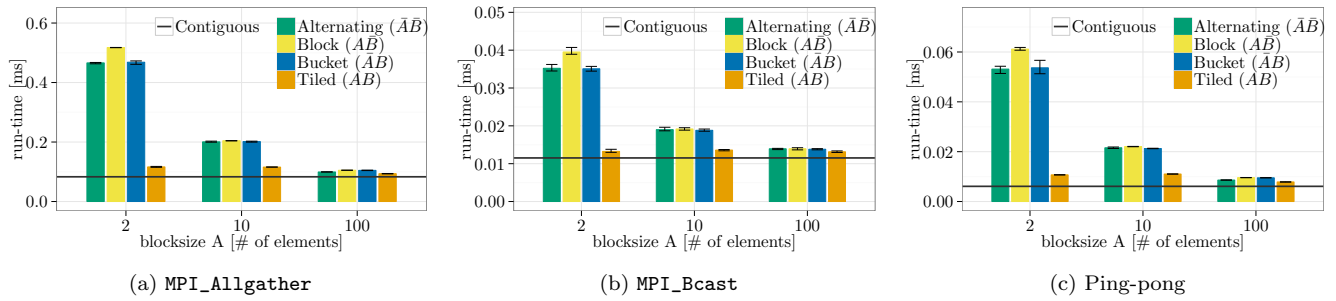 run-time [ms]
0.6
0.4
0.2
0.0
Contiguous
Alternating (ĀB̄)
Block (AB̄)
Bucket (ĀB)
Tiled (AB)
2 10 100
blocksize A [# of elements]
(a) MPI_Allgather
run-time [ms]
0.05
0.04
0.03
0.02
0.01
0.00
Contiguous
Alternating (ĀB̄)
Block (AB̄)
Bucket (ĀB)
Tiled (AB)
2 10 100
blocksize A [# of elements]
(b) MPI_Bcast
run-time [ms]
0.06
0.04
0.02
0.00
Contiguous
Alternating (ĀB̄)
Block (AB̄)
Bucket (ĀB)
Tiled (AB)
2 10 100
blocksize A [# of elements]
(c) Ping-pong